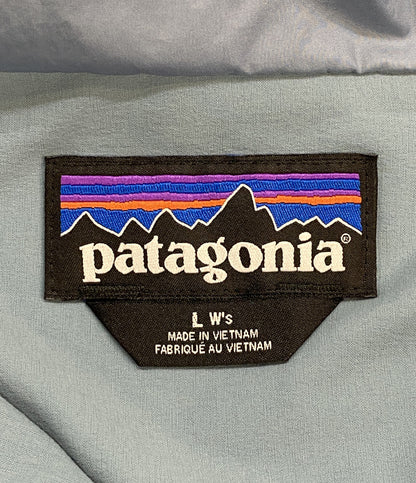 patagonia®
L W's
MADE IN VIETNAM
FABRIQUÉ AU VIETNAM